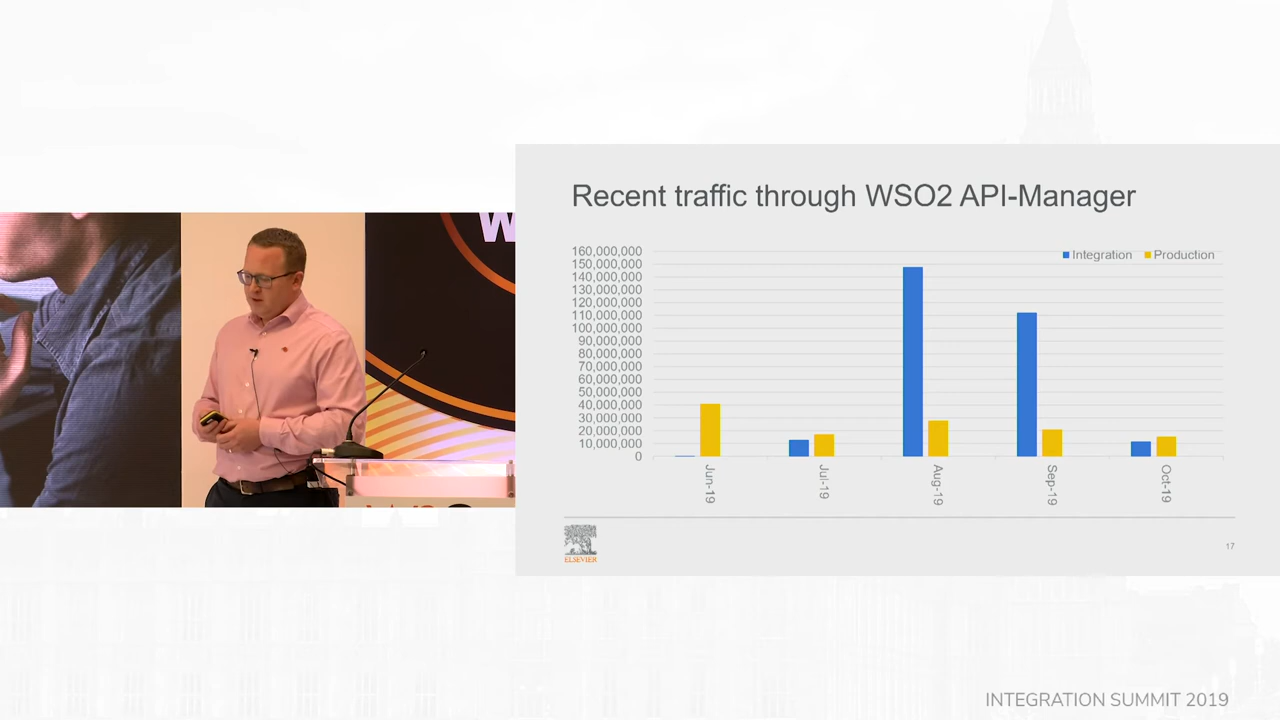 Recent traffic through WSO2 API-Manager
Integration Production
160,000,000
150,000,000
140,000,000
130,000,000
120,000,000
110,000,000
100,000,000
90,000,000
80,000,000
70,000,000
60,000,000
50,000,000
40,000,000
30,000,000
20,000,000
10,000,000
0
Jun-19
Jul-19
Aug-19
Sep-19
Oct-19
ELSEVIER
17
W
INTEGRATION SUMMIT 2019